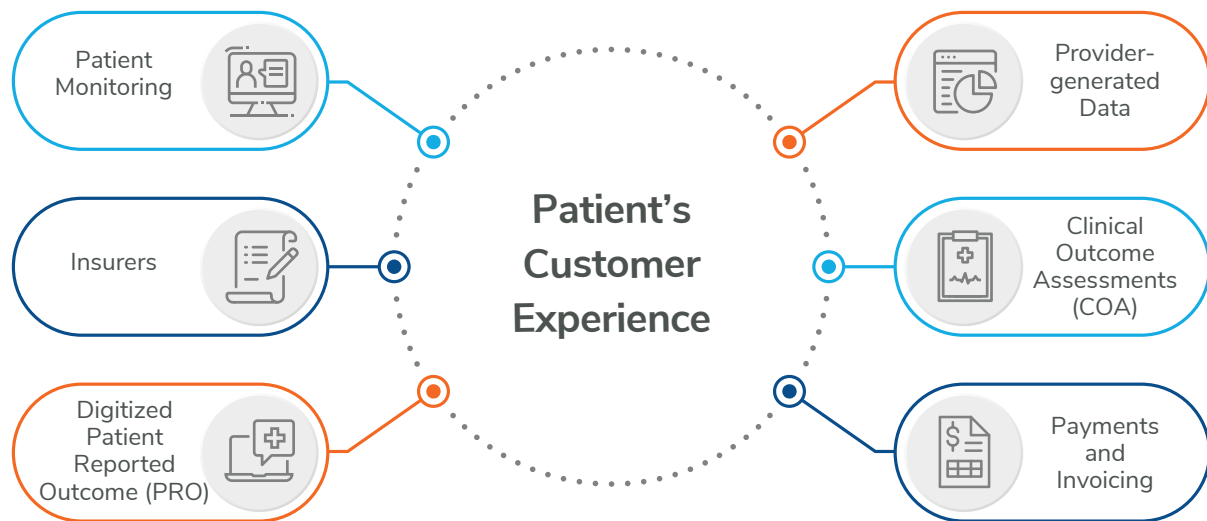 Patient
Monitoring
Insurers
Digitized
Patient
Reported
Outcome (PRO)
Patient’s
Customer
Experience
Provider-
generated
Data
Clinical
Outcome
Assessments
(COA)
$
Payments
and
Invoicing